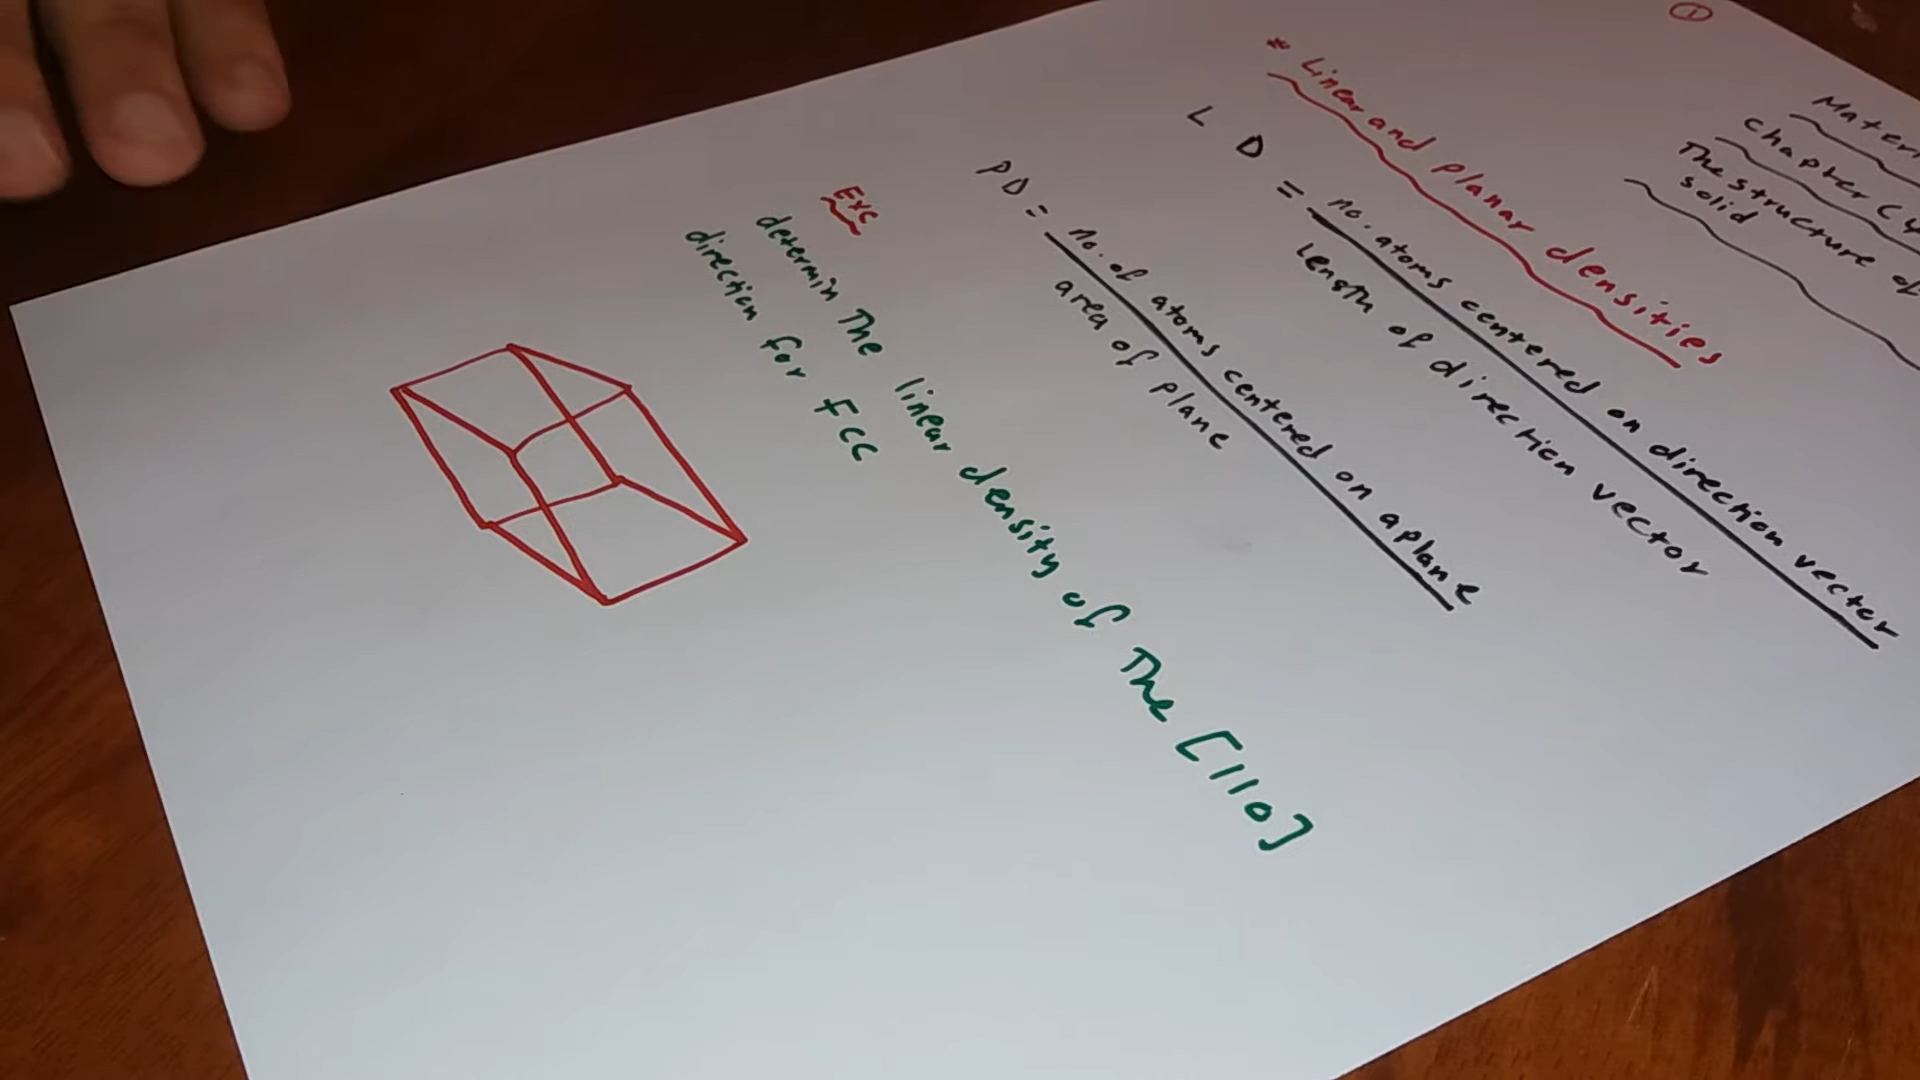 ①
Chapter
The structure of
solid
* Linear and planar densities
L D = no. atoms centered on direction vector
Length of direction vector
PD = no. of atoms centered on a plane
area of plane
Exc
determin The linear density of The [110]
direction for FCC